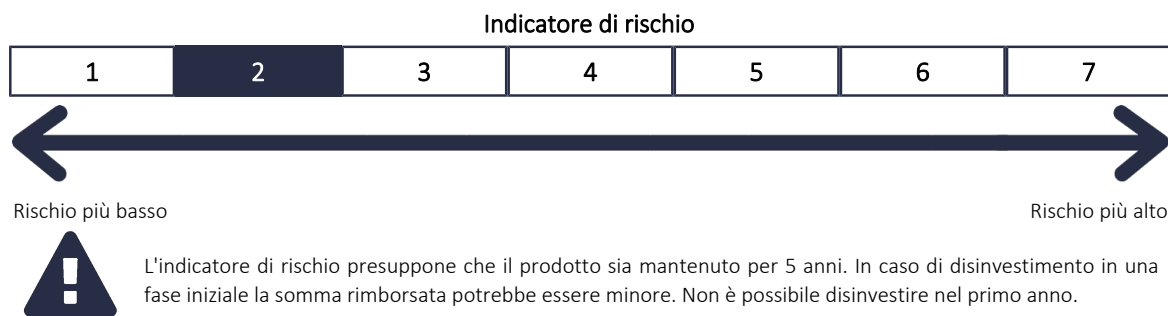 Indicatore di rischio
1 2 3 4 5 6 7
Rischio più basso Rischio più alto
L'indicatore di rischio presuppone che il prodotto sia mantenuto per 5 anni. In caso di disinvestimento in una
fase iniziale la somma rimborsata potrebbe essere minore. Non è possibile disinvestire nel primo anno.